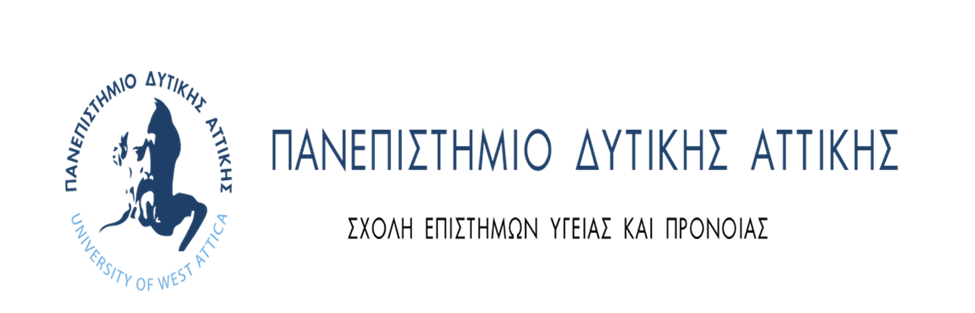 ΠΑΝΕΠΙΣΤΗΜΙΟ ΔΥΤΙΚΗΣ ΑΤΤΙΚΗΣ
UNIVERSITY OF WEST ATTICA
ΠΑΝΕΠΙΣΤΗΜΙΟ ΔΥΤΙΚΗΣ ΑΤΤΙΚΗΣ
ΣΧΟΛΗ ΕΠΙΣΤΗΜΩΝ ΥΓΕΙΑΣ ΚΑΙ ΠΡΟΝΟΙΑΣ